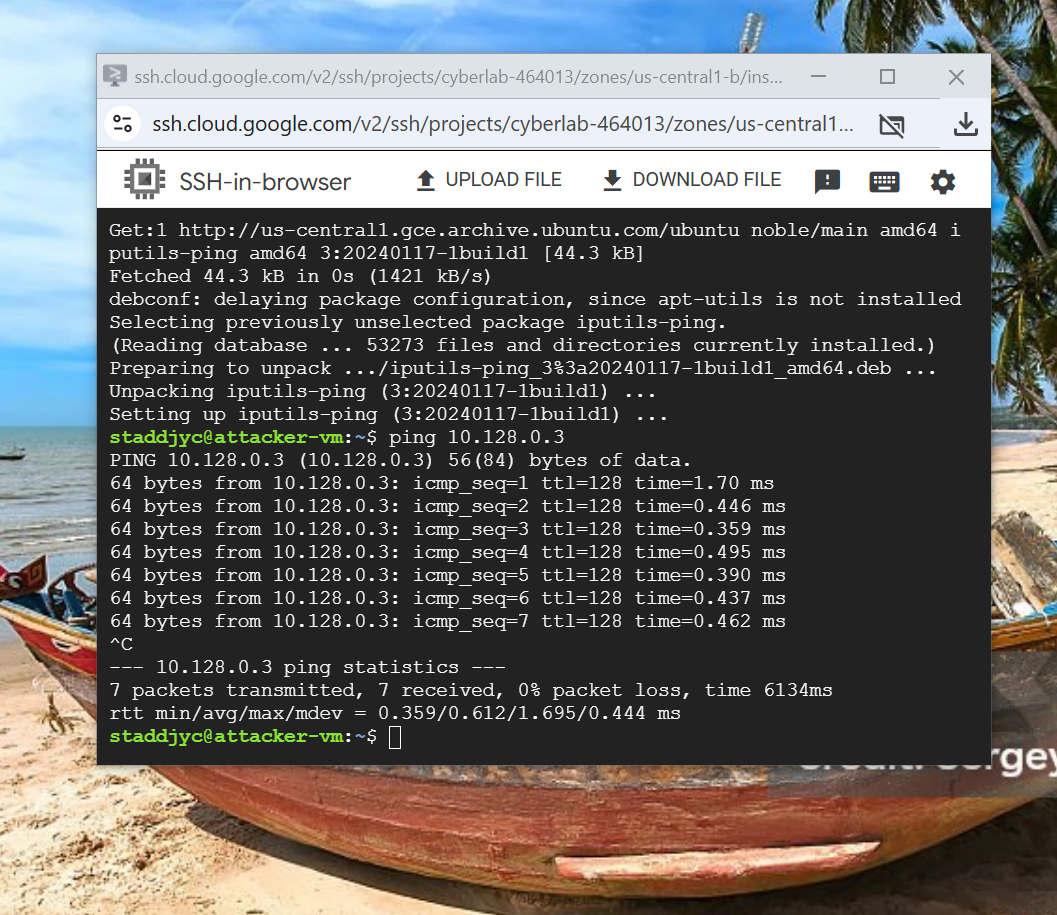 ssh.cloud.google.com/v2/ssh/projects/cyberlab-464013/zones/us-central1-b/ins...
ssh.cloud.google.com/v2/ssh/projects/cyberlab-464013/zones/us-central1...
SSH-in-browser UPLOAD FILE DOWNLOAD FILE
Get:1 http://us-central1.gce.archive.ubuntu.com/ubuntu noble/main amd64 i
putils-ping amd64 3:20240117-1build1 [44.3 kB]
Fetched 44.3 kB in 0s (1421 kB/s)
debconf: delaying package configuration, since apt-utils is not installed
Selecting previously unselected package iputils-ping.
(Reading database ... 53273 files and directories currently installed.)
Preparing to unpack .../iputils-ping_3%3a20240117-1build1_amd64.deb ...
Unpacking iputils-ping (3:20240117-1build1) ...
Setting up iputils-ping (3:20240117-1build1) ...
staddjyc@attacker-vm:~$ ping 10.128.0.3
PING 10.128.0.3 (10.128.0.3) 56(84) bytes of data.
64 bytes from 10.128.0.3: icmp_seq=1 ttl=128 time=1.70 ms
64 bytes from 10.128.0.3: icmp_seq=2 ttl=128 time=0.446 ms
64 bytes from 10.128.0.3: icmp_seq=3 ttl=128 time=0.359 ms
64 bytes from 10.128.0.3: icmp_seq=4 ttl=128 time=0.495 ms
64 bytes from 10.128.0.3: icmp_seq=5 ttl=128 time=0.390 ms
64 bytes from 10.128.0.3: icmp_seq=6 ttl=128 time=0.437 ms
64 bytes from 10.128.0.3: icmp_seq=7 ttl=128 time=0.462 ms
^C
--- 10.128.0.3 ping statistics ---
7 packets transmitted, 7 received, 0% packet loss, time 6134ms
rtt min/avg/max/mdev = 0.359/0.612/1.695/0.444 ms
staddjyc@attacker-vm:~$